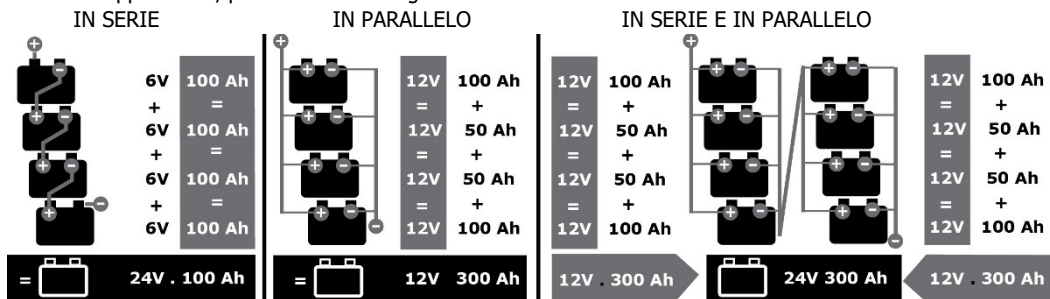 IN SERIE
IN PARALLELO
IN SERIE E IN PARALLELO
6V 100 Ah
+ =
6V 100 Ah
+ =
6V 100 Ah
+ =
6V 100 Ah
= 24V . 100 Ah
12V 100 Ah
= +
12V 50 Ah
= +
12V 50 Ah
= +
12V 100 Ah
= 12V 300 Ah
12V 100 Ah
= +
12V 50 Ah
= +
12V 50 Ah
= +
12V 100 Ah
12V . 300 Ah
24V 300 Ah
12V 100 Ah
= +
12V 50 Ah
= +
12V 50 Ah
= +
12V 100 Ah
12V . 300 Ah